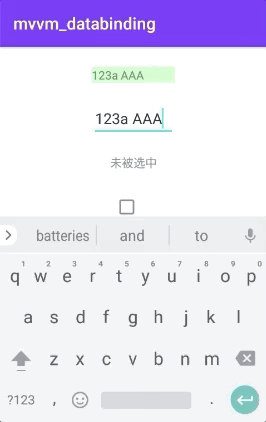 mvvm_databinding
123a AAA
123a AAA
未被选中
batteries and to
1 2 3 4 5 6 7 8 9 0
q w e r t y u i o p
a s d f g h j k l
z x c v b n m
?123 , .